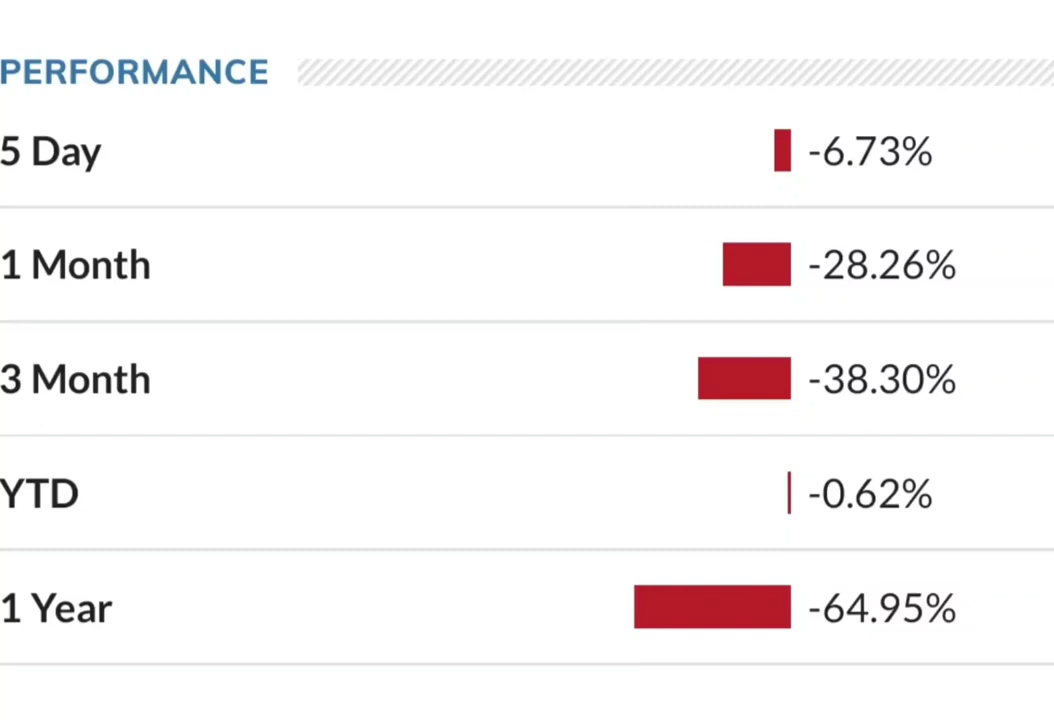 PERFORMANCE
5 Day -6.73%
1 Month -28.26%
3 Month -38.30%
YTD -0.62%
1 Year -64.95%